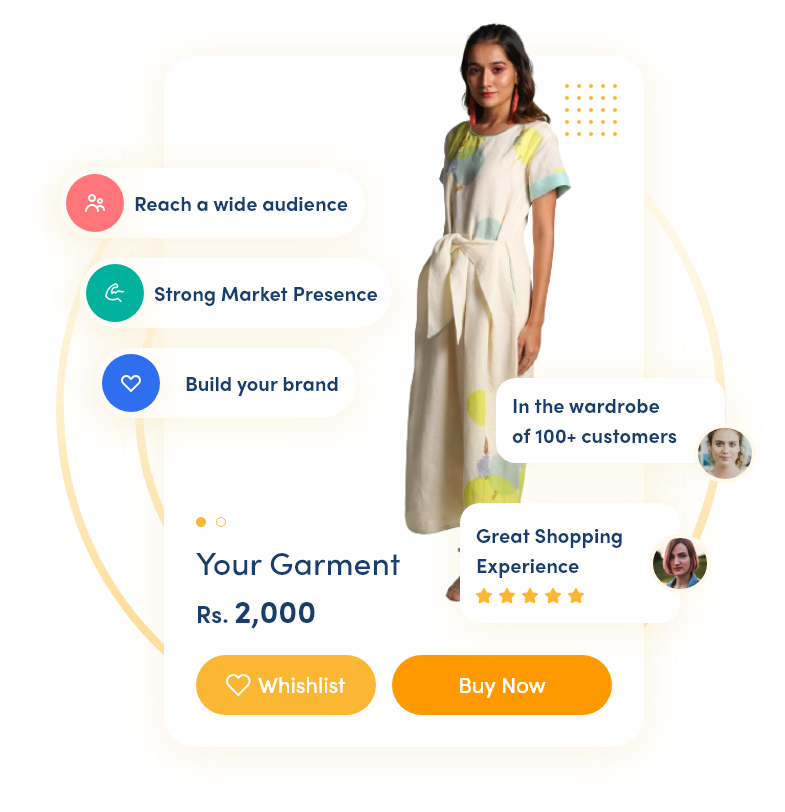 Reach a wide audience
Strong Market Presence
Build your brand
In the wardrobe
of 100+ customers
Great Shopping
Experience
Your Garment
Rs. 2,000
Whishlist
Buy Now